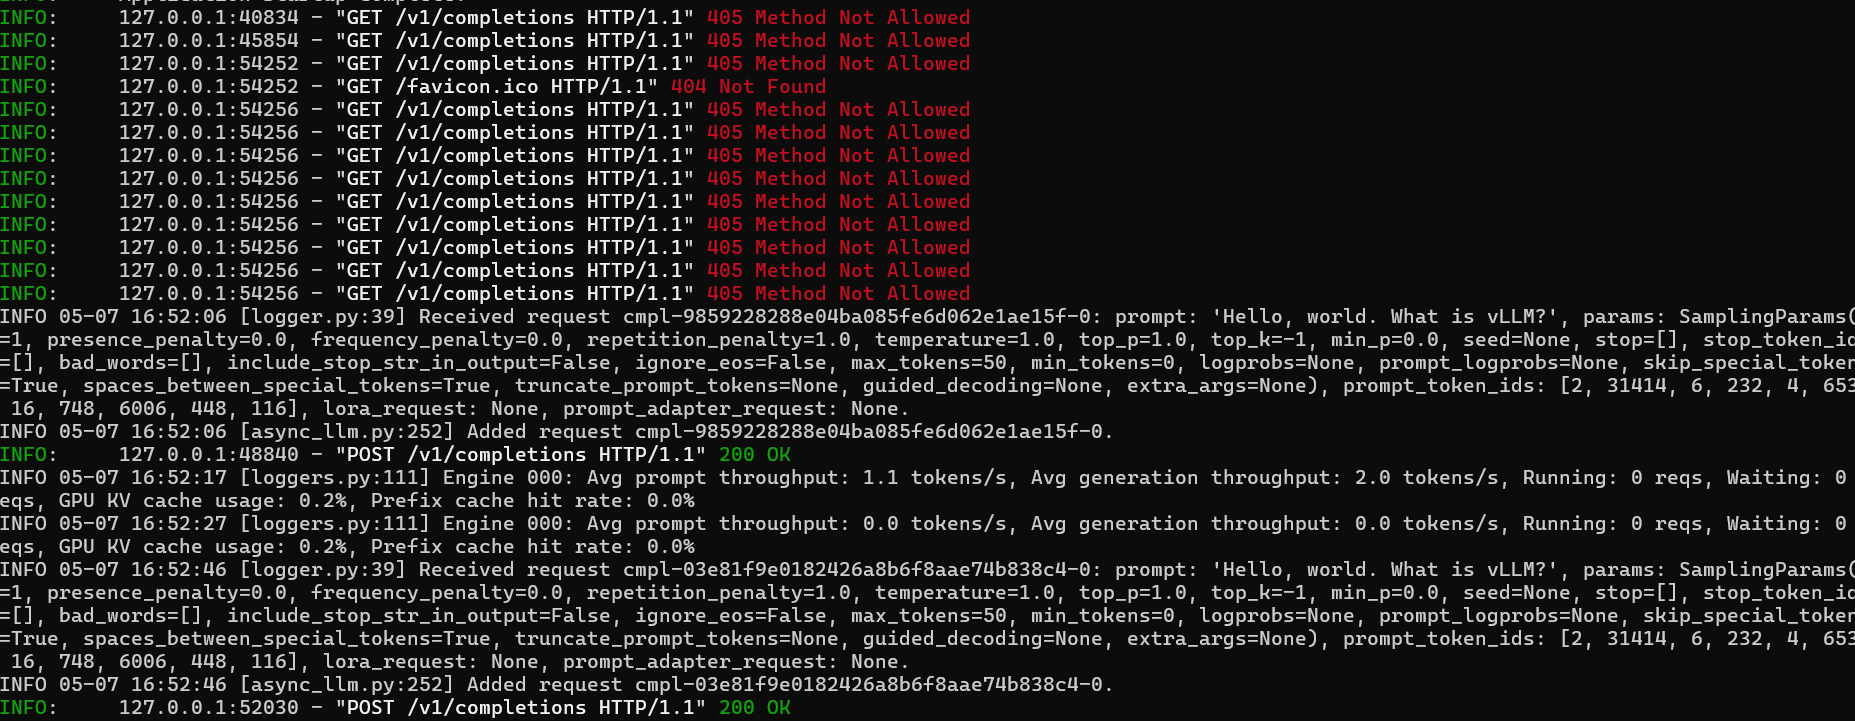 INFO:     127.0.0.1:40834 - "GET /v1/completions HTTP/1.1" 405 Method Not Allowed
INFO:     127.0.0.1:45854 - "GET /v1/completions HTTP/1.1" 405 Method Not Allowed
INFO:     127.0.0.1:54252 - "GET /v1/completions HTTP/1.1" 405 Method Not Allowed
INFO:     127.0.0.1:54252 - "GET /favicon.ico HTTP/1.1" 404 Not Found
INFO:     127.0.0.1:54256 - "GET /v1/completions HTTP/1.1" 405 Method Not Allowed
INFO:     127.0.0.1:54256 - "GET /v1/completions HTTP/1.1" 405 Method Not Allowed
INFO:     127.0.0.1:54256 - "GET /v1/completions HTTP/1.1" 405 Method Not Allowed
INFO:     127.0.0.1:54256 - "GET /v1/completions HTTP/1.1" 405 Method Not Allowed
INFO:     127.0.0.1:54256 - "GET /v1/completions HTTP/1.1" 405 Method Not Allowed
INFO:     127.0.0.1:54256 - "GET /v1/completions HTTP/1.1" 405 Method Not Allowed
INFO:     127.0.0.1:54256 - "GET /v1/completions HTTP/1.1" 405 Method Not Allowed
INFO:     127.0.0.1:54256 - "GET /v1/completions HTTP/1.1" 405 Method Not Allowed
INFO:     127.0.0.1:54256 - "GET /v1/completions HTTP/1.1" 405 Method Not Allowed
INFO 05-07 16:52:06 [logger.py:39] Received request cmpl-9859228288e04ba085fe6d062e1ae15f-0: prompt: 'Hello, world. What is vLLM?', params: SamplingParams(
=1, presence_penalty=0.0, frequency_penalty=0.0, repetition_penalty=1.0, temperature=1.0, top_p=1.0, top_k=-1, min_p=0.0, seed=None, stop=[], stop_token_id
=[], bad_words=[], include_stop_str_in_output=False, ignore_eos=False, max_tokens=50, min_tokens=0, logprobs=None, prompt_logprobs=None, skip_special_token
=True, spaces_between_special_tokens=True, truncate_prompt_tokens=None, guided_decoding=None, extra_args=None), prompt_token_ids: [2, 31414, 6, 232, 4, 653
 16, 748, 6006, 448, 116], lora_request: None, prompt_adapter_request: None.
INFO 05-07 16:52:06 [async_llm.py:252] Added request cmpl-9859228288e04ba085fe6d062e1ae15f-0.
INFO:     127.0.0.1:48840 - "POST /v1/completions HTTP/1.1" 200 OK
INFO 05-07 16:52:17 [loggers.py:111] Engine 000: Avg prompt throughput: 1.1 tokens/s, Avg generation throughput: 2.0 tokens/s, Running: 0 reqs, Waiting: 0
eqs, GPU KV cache usage: 0.2%, Prefix cache hit rate: 0.0%
INFO 05-07 16:52:27 [loggers.py:111] Engine 000: Avg prompt throughput: 0.0 tokens/s, Avg generation throughput: 0.0 tokens/s, Running: 0 reqs, Waiting: 0
eqs, GPU KV cache usage: 0.2%, Prefix cache hit rate: 0.0%
INFO 05-07 16:52:46 [logger.py:39] Received request cmpl-03e81f9e0182426a8b6f8aae74b838c4-0: prompt: 'Hello, world. What is vLLM?', params: SamplingParams(
=1, presence_penalty=0.0, frequency_penalty=0.0, repetition_penalty=1.0, temperature=1.0, top_p=1.0, top_k=-1, min_p=0.0, seed=None, stop=[], stop_token_id
=[], bad_words=[], include_stop_str_in_output=False, ignore_eos=False, max_tokens=50, min_tokens=0, logprobs=None, prompt_logprobs=None, skip_special_token
=True, spaces_between_special_tokens=True, truncate_prompt_tokens=None, guided_decoding=None, extra_args=None), prompt_token_ids: [2, 31414, 6, 232, 4, 653
 16, 748, 6006, 448, 116], lora_request: None, prompt_adapter_request: None.
INFO 05-07 16:52:46 [async_llm.py:252] Added request cmpl-03e81f9e0182426a8b6f8aae74b838c4-0.
INFO:     127.0.0.1:52030 - "POST /v1/completions HTTP/1.1" 200 OK